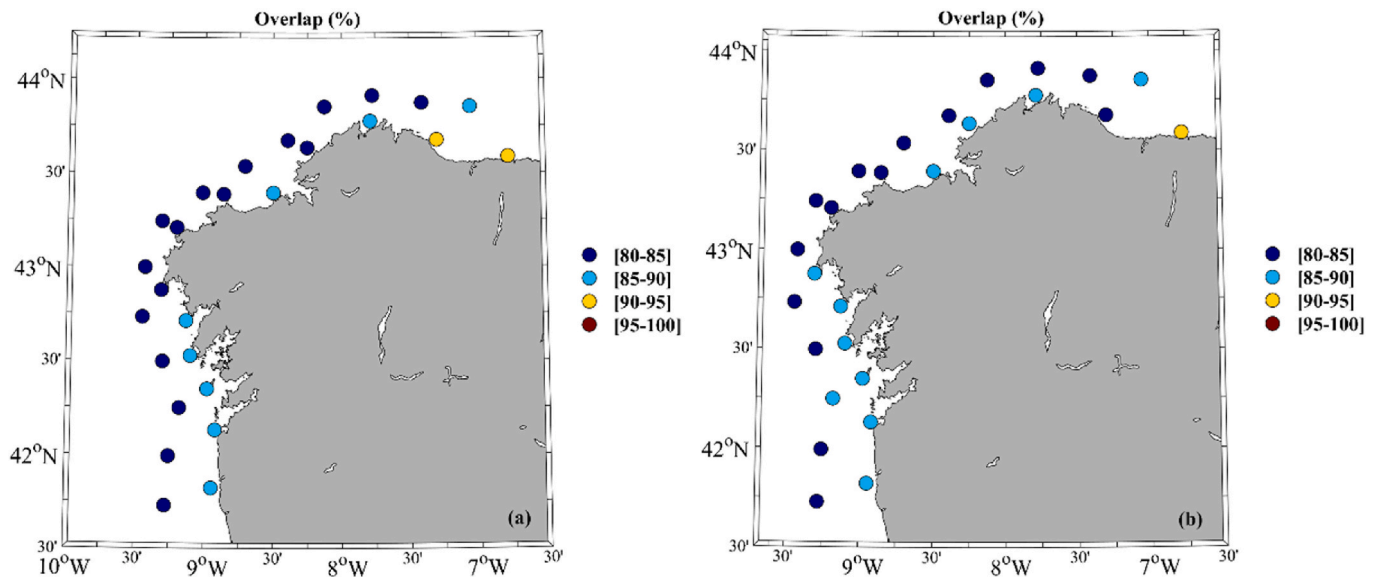 Overlap (%)
44°N
30'
43°N
30'
42°N
30'
10°W
30'
9°W
30'
8°W
30'
7°W
30'
(a)
[80-85]
[85-90]
[90-95]
[95-100]
Overlap (%)
44°N
30'
43°N
30'
42°N
30'
30'
9°W
30'
8°W
30'
7°W
30'
(b)
[80-85]
[85-90]
[90-95]
[95-100]